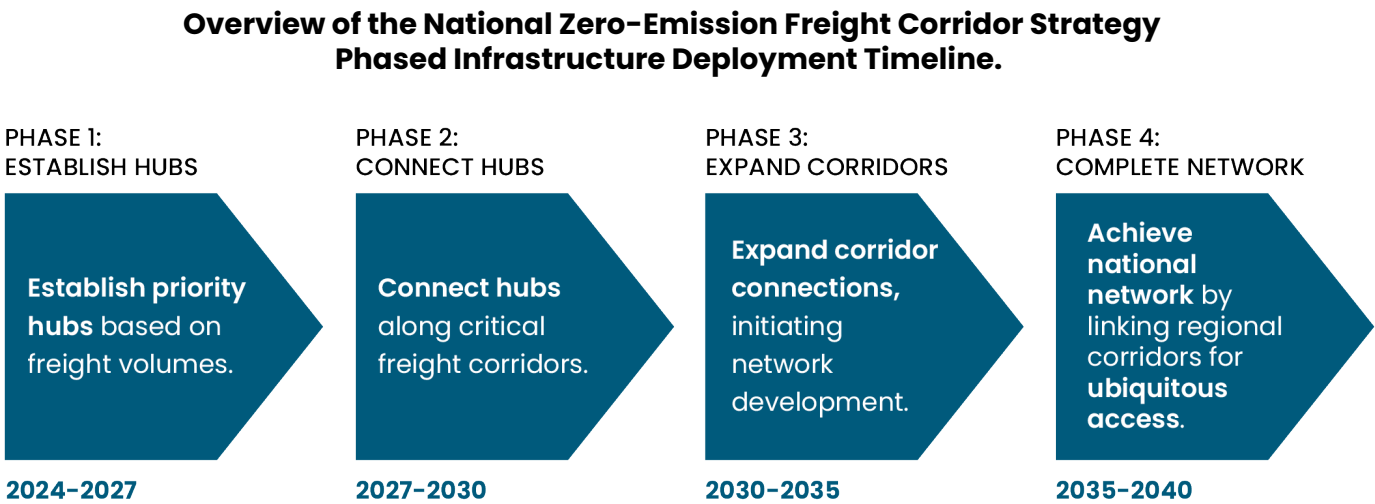 Overview of the National Zero-Emission Freight Corridor Strategy
Phased Infrastructure Deployment Timeline.
PHASE 1:
ESTABLISH HUBS
Establish priority
hubs based on
freight volumes.
2024-2027
PHASE 2:
CONNECT HUBS
Connect hubs
along critical
freight corridors.
2027-2030
PHASE 3:
EXPAND CORRIDORS
Expand corridor
connections,
initiating
network
development.
2030-2035
PHASE 4:
COMPLETE NETWORK
Achieve
national
network by
linking regional
corridors for
ubiquitous
access.
2035-2040